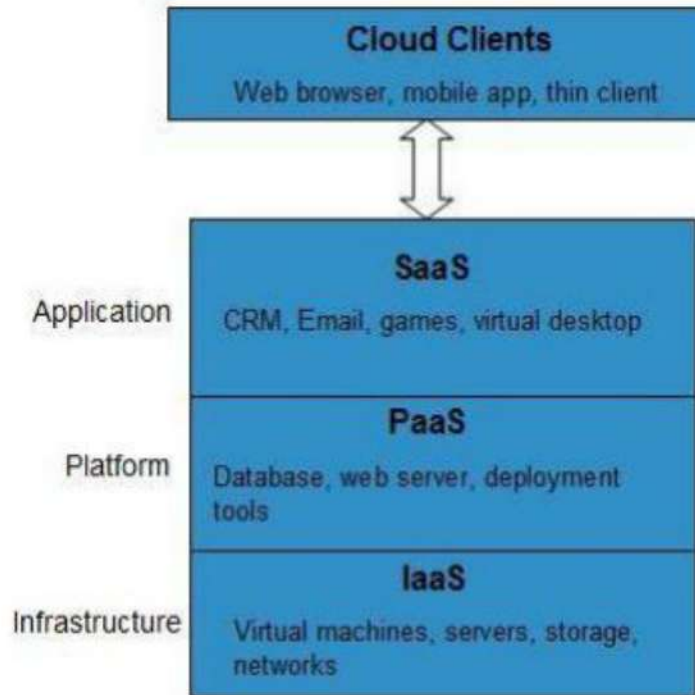 Cloud Clients
Web browser, mobile app, thin client
SaaS
Application
CRM, Email, games, virtual desktop
PaaS
Platform
Database, web server, deployment
tools
IaaS
Infrastructure
Virtual machines, servers, storage,
networks